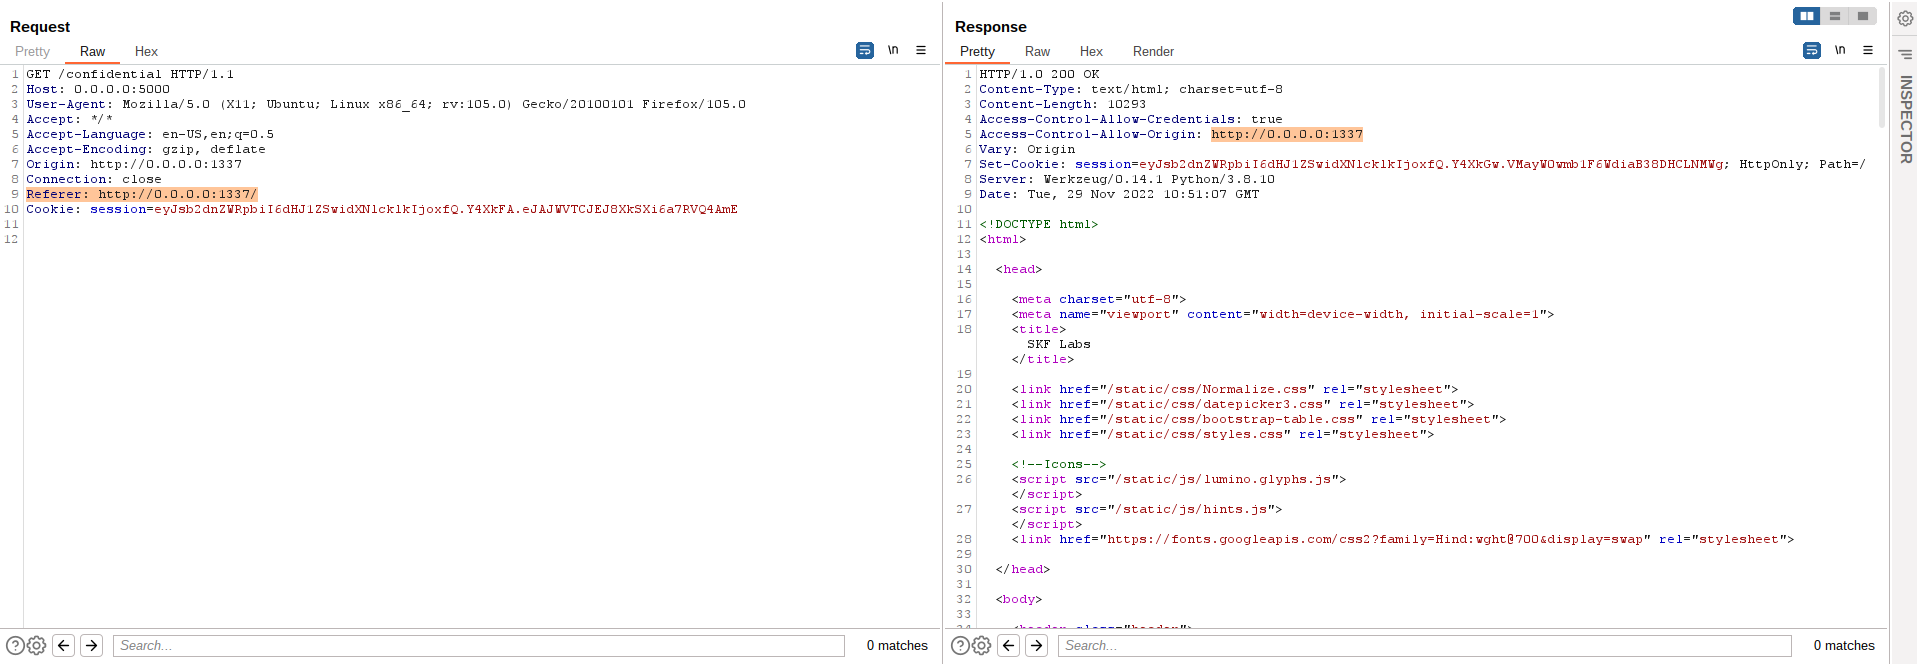 Request
Pretty Raw Hex
\n
1 GET /confidential HTTP/1.1
2 Host: 0.0.0.0:5000
3 User-Agent: Mozilla/5.0 (X11; Ubuntu; Linux x86_64; rv:105.0) Gecko/20100101 Firefox/105.0
4 Accept: */*
5 Accept-Language: en-US,en;q=0.5
6 Accept-Encoding: gzip, deflate
7 Origin: http://0.0.0.0:1337
8 Connection: close
9 Referer: http://0.0.0.0:1337/
10 Cookie: session=eyJsb2dnZWRpbiI6dHJ1ZSwidXNlcklkIjoxfQ.Y4XkFA.eJAJWVTCJEJ8XkSXi6a7RVQ4AmE
11
12
Search...
0 matches
Response
Pretty Raw Hex Render
\n
1 HTTP/1.0 200 OK
2 Content-Type: text/html; charset=utf-8
3 Content-Length: 10293
4 Access-Control-Allow-Credentials: true
5 Access-Control-Allow-Origin: http://0.0.0.0:1337
6 Vary: Origin
7 Set-Cookie: session=eyJsb2dnZWRpbiI6dHJ1ZSwidXNlcklkIjoxfQ.Y4XkGw.VMayW0wmb1F6WdiaB38DHCLNMWg; HttpOnly; Path=/
8 Server: Werkzeug/0.14.1 Python/3.8.10
9 Date: Tue, 29 Nov 2022 10:51:07 GMT
10
11 <!DOCTYPE html>
12 <html>
13
14 <head>
15
16 <meta charset="utf-8">
17 <meta name="viewport" content="width=device-width, initial-scale=1">
18 <title>
SKF Labs
</title>
19
20 <link href="/static/css/Normalize.css" rel="stylesheet">
21 <link href="/static/css/datepicker3.css" rel="stylesheet">
22 <link href="/static/css/bootstrap-table.css" rel="stylesheet">
23 <link href="/static/css/styles.css" rel="stylesheet">
24
25 <!--Icons-->
26 <script src="/static/js/lumino.glyphs.js">
</script>
27 <script src="/static/js/hints.js">
</script>
28 <link href="https://fonts.googleapis.com/css2?family=Hind:wght@700&display=swap" rel="stylesheet">
29
30 </head>
31
32 <body>
33
34 <header class="header">
Search...
0 matches
INSPECTOR